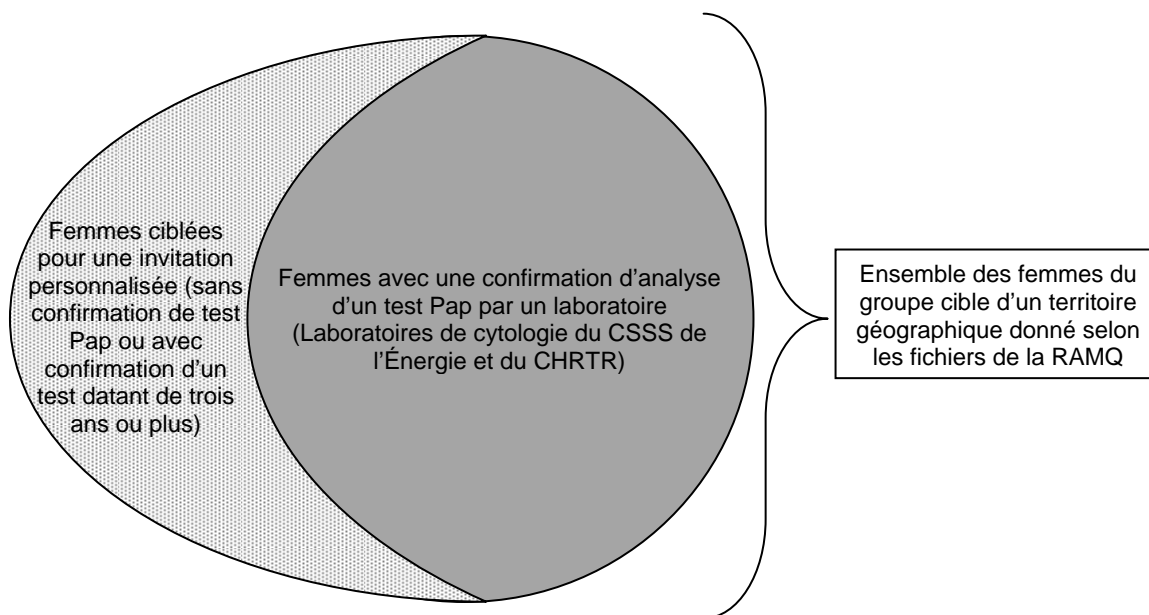 Femmes ciblées
pour une invitation
personnalisée (sans
confirmation de test
Pap ou avec
confirmation d'un
test datant de trois
ans ou plus)
Femmes avec une confirmation d'analyse
d'un test Pap par un laboratoire
(Laboratoires de cytologie du CSSS de
l'Énergie et du CHRTR)
Ensemble des femmes du
groupe cible d'un territoire
géographique donné selon
les fichiers de la RAMQ